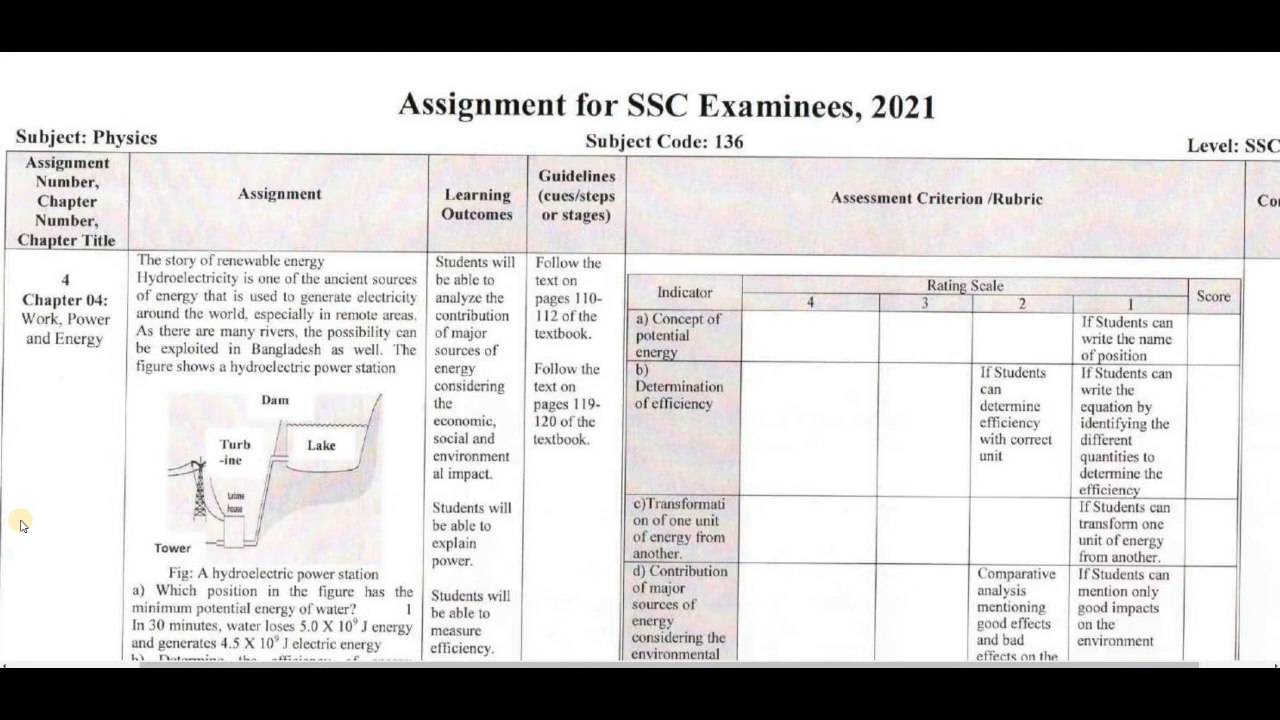 Assignment for SSC Examinees, 2021
Subject: Physics
Subject Code: 136
Level: SSC
Assignment
Number,
Chapter
Number,
Chapter Title
Assignment
Learning
Outcomes
Guidelines
(cues/steps
or stages)
Assessment Criterion /Rubric
4
Chapter 04:
Work, Power
and Energy
The story of renewable energy
Hydroelectricity is one of the ancient sources
of energy that is used to generate electricity
around the world, especially in remote areas.
As there are many rivers, the possibility can
be exploited in Bangladesh as well. The
figure shows a hydroelectric power station
Dam
Turb
-ine
Lake
turbine
house
Tower
Fig: A hydroelectric power station
a) Which position in the figure has the
minimum potential energy of water? 1
In 30 minutes, water loses 5.0 X 10⁹ J energy
and generates 4.5 X 10⁹ J electric energy
b) Determine the efficiency of energy
Students will
be able to
analyze the
contribution
of major
sources of
energy
considering
the
economic,
social and
environment
al impact.
Students will
be able to
explain
power.
Students will
be able to
measure
efficiency.
Follow the
text on
pages 110-
112 of the
textbook.
Follow the
text on
pages 119-
120 of the
textbook.
Indicator
Rating Scale
Score
4 3 2 1
a) Concept of
potential
energy
If Students can
write the name
of position
b)
Determination
of efficiency
If Students
can
determine
efficiency
with correct
unit
If Students can
write the
equation by
identifying the
different
quantities to
determine the
efficiency
c)Transformati
on of one unit
of energy from
another.
If Students can
transform one
unit of energy
from another.
d) Contribution
of major
sources of
energy
considering the
environmental
Comparative
analysis
mentioning
good effects
and bad
effects on the
If Students can
mention only
good impacts
on the
environment